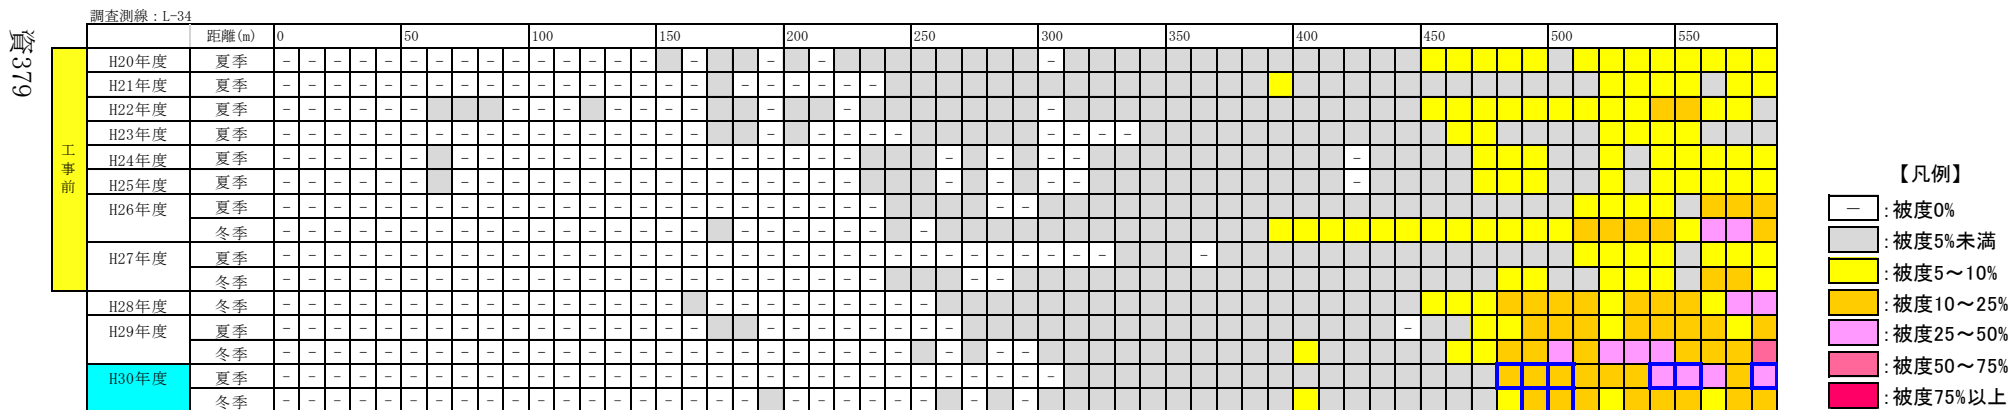 資379
調査測線：L-34
距離(m) 0 50 100 150 200 250 300 350 400 450 500 550
工事前
H20年度 夏季 - - - - - - - - - - - - - - - - - - -
H21年度 夏季 - - - - - - - - - - - - - - - - - - - - - - -
H22年度 夏季 - - - - - - - - - - - - - - - -
H23年度 夏季 - - - - - - - - - - - - - - - - - - - - - - - - - -
H24年度 夏季 - - - - - - - - - - - - - - - - - - - - - - - - - - -
H25年度 夏季 - - - - - - - - - - - - - - - - - - - - - - - - - - -
H26年度 夏季 - - - - - - - - - - - - - - - - - - - - - - - - - -
冬季 - - - - - - - - - - - - - - - - - - - - - - - -
H27年度 夏季 - - - - - - - - - - - - - - - - - - - - - - - - - - - - - - - - - -
冬季 - - - - - - - - - - - - - - - - - - - - - - - - - -
H28年度 冬季 - - - - - - - - - - - - - - - - - - - - - - - - -
H29年度 夏季 - - - - - - - - - - - - - - - - - - - - - - - - - -
冬季 - - - - - - - - - - - - - - - - - - - - - - - - - - - -
H30年度 夏季 - - - - - - - - - - - - - - - - - - - - - - - - - - - - - - -
冬季 - - - - - - - - - - - - - - - - - - - - - - - - - - -
【凡例】
－ :被度0%
:被度5%未満
:被度5～10%
:被度10～25%
:被度25～50%
:被度50～75%
:被度75%以上